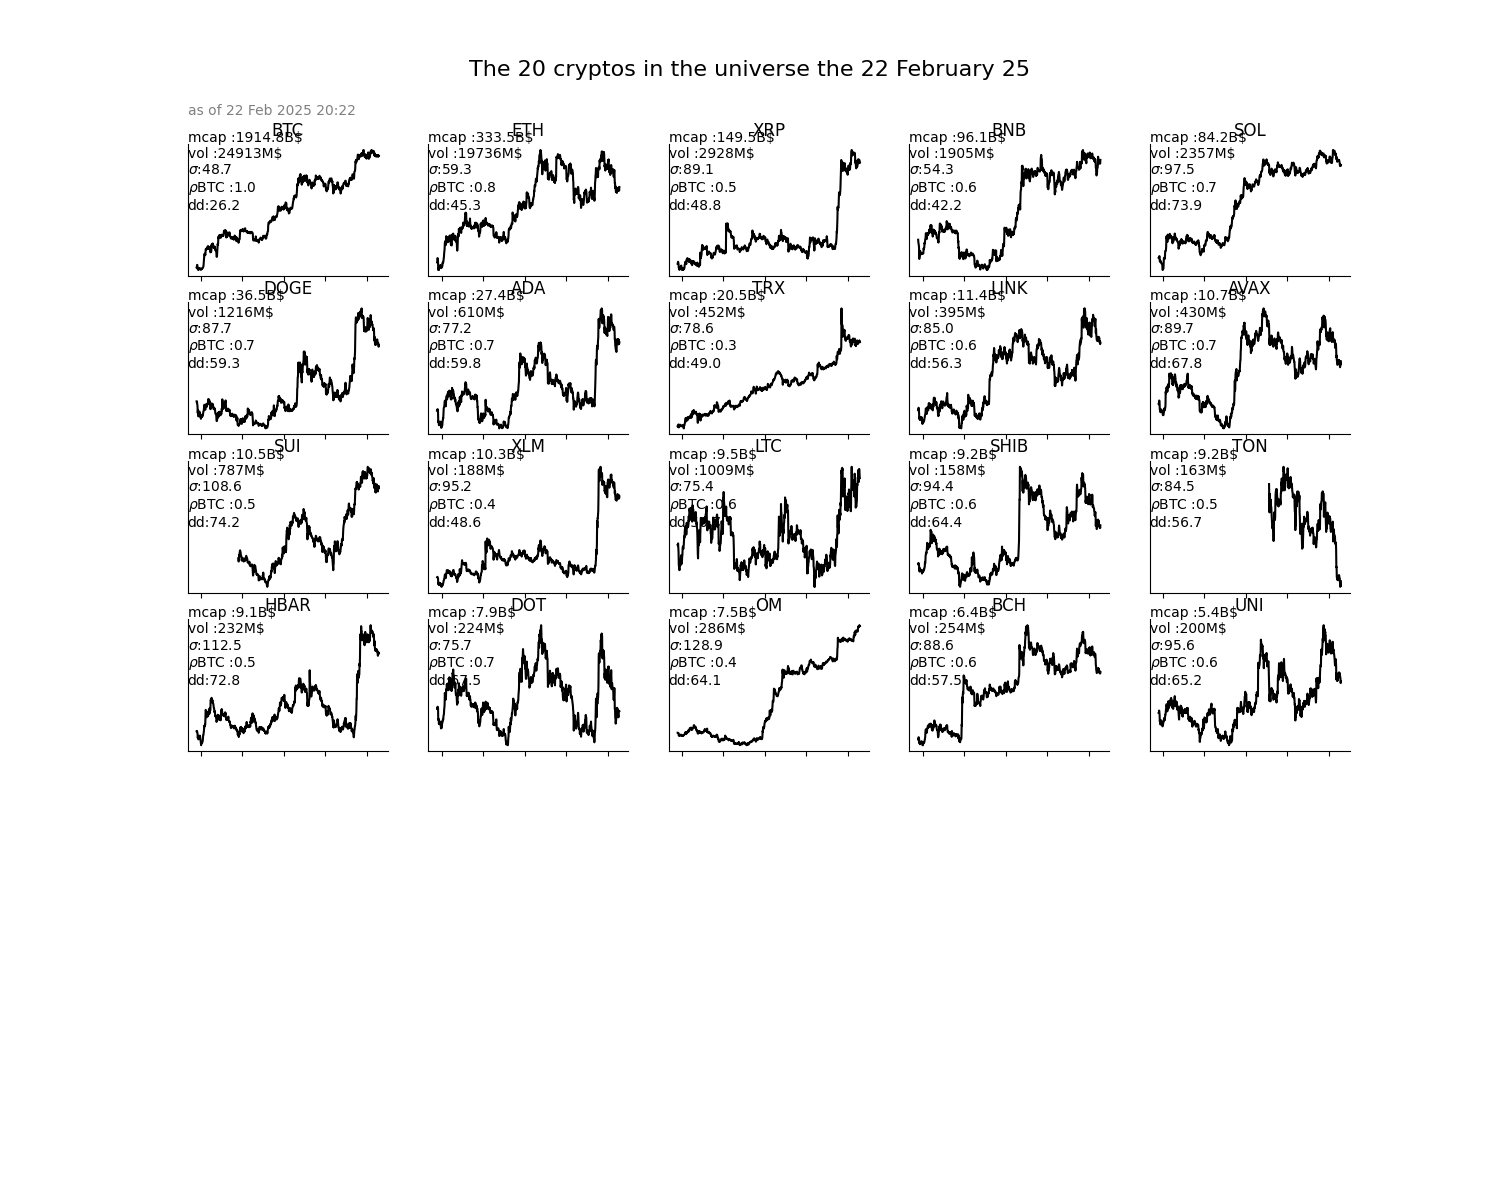 The 20 cryptos in the universe the 22 February 25
as of 22 Feb 2025 20:22
BTC
mcap :1914.8B$
vol :24913M$
σ:48.7
ρBTC :1.0
dd:26.2
ETH
mcap :333.5B$
vol :19736M$
σ:59.3
ρBTC :0.8
dd:45.3
XRP
mcap :149.5B$
vol :2928M$
σ:89.1
ρBTC :0.5
dd:48.8
BNB
mcap :96.1B$
vol :1905M$
σ:54.3
ρBTC :0.6
dd:42.2
SOL
mcap :84.2B$
vol :2357M$
σ:97.5
ρBTC :0.7
dd:73.9
DOGE
mcap :36.5B$
vol :1216M$
σ:87.7
ρBTC :0.7
dd:59.3
ADA
mcap :27.4B$
vol :610M$
σ:77.2
ρBTC :0.7
dd:59.8
TRX
mcap :20.5B$
vol :452M$
σ:78.6
ρBTC :0.3
dd:49.0
LINK
mcap :11.4B$
vol :395M$
σ:85.0
ρBTC :0.6
dd:56.3
AVAX
mcap :10.7B$
vol :430M$
σ:89.7
ρBTC :0.7
dd:67.8
SUI
mcap :10.5B$
vol :787M$
σ:108.6
ρBTC :0.5
dd:74.2
XLM
mcap :10.3B$
vol :188M$
σ:95.2
ρBTC :0.4
dd:48.6
LTC
mcap :9.5B$
vol :1009M$
σ:75.4
ρBTC :0.6
SHIB
mcap :9.2B$
vol :158M$
σ:94.4
ρBTC :0.6
dd:64.4
TON
mcap :9.2B$
vol :163M$
σ:84.5
ρBTC :0.5
dd:56.7
HBAR
mcap :9.1B$
vol :232M$
σ:112.5
ρBTC :0.5
dd:72.8
DOT
mcap :7.9B$
vol :224M$
σ:75.7
ρBTC :0.7
dd:67.5
OM
mcap :7.5B$
vol :286M$
σ:128.9
ρBTC :0.4
dd:64.1
BCH
mcap :6.4B$
vol :254M$
σ:88.6
ρBTC :0.6
dd:57.5
UNI
mcap :5.4B$
vol :200M$
σ:95.6
ρBTC :0.6
dd:65.2